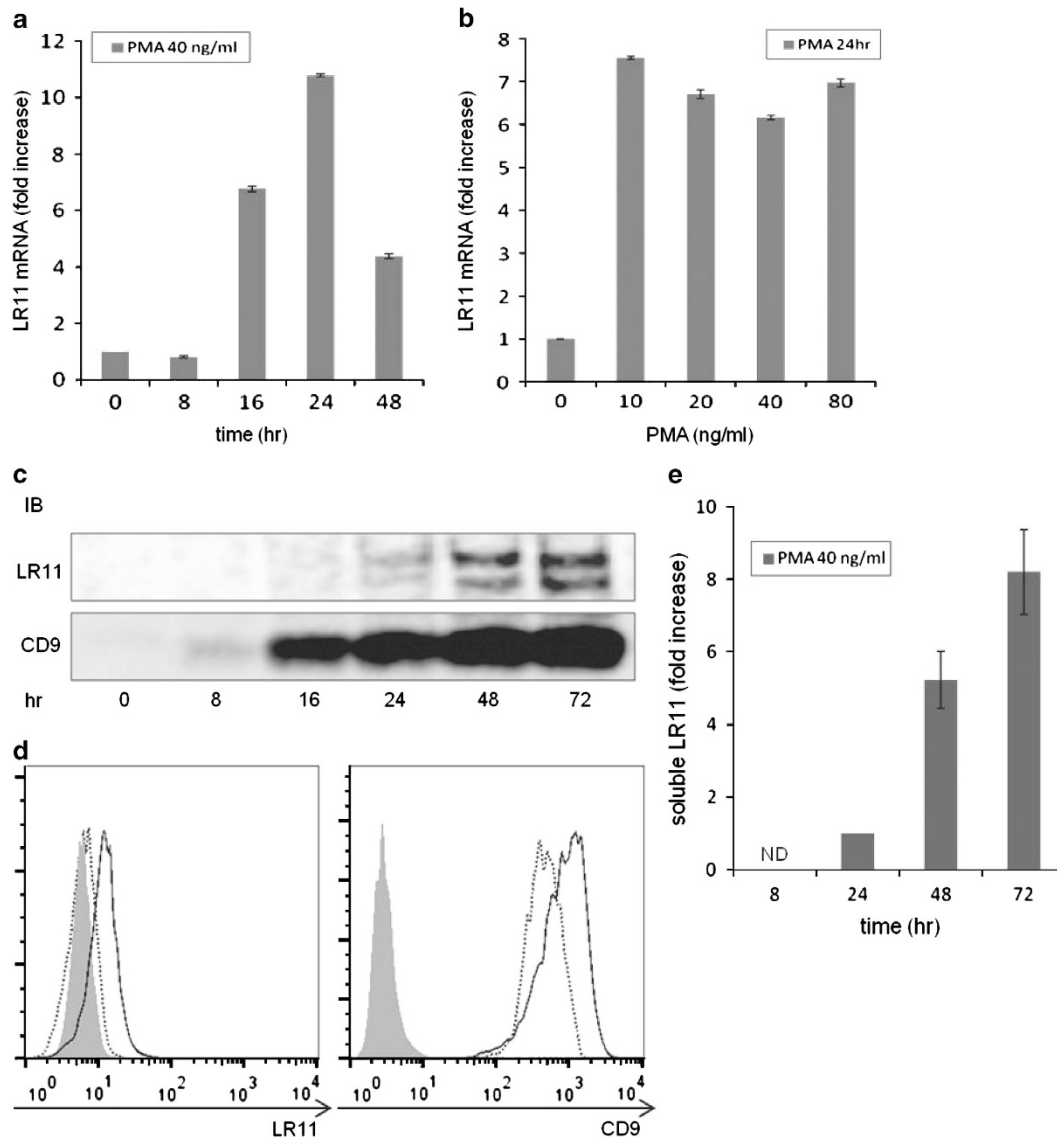 a
PMA 40 ng/ml
LR11 mRNA (fold increase)
12
10
8
6
4
2
0
0 8 16 24 48
time (hr)
b
PMA 24hr
LR11 mRNA (fold increase)
8
7
6
5
4
3
2
1
0
0 10 20 40 80
PMA (ng/ml)
c
IB
LR11
CD9
hr 0 8 16 24 48 72
d
10^0 10^1 10^2 10^3 10^4
LR11
10^0 10^1 10^2 10^3 10^4
CD9
e
PMA 40 ng/ml
soluble LR11 (fold increase)
10
8
6
4
2
0
ND
8 24 48 72
time (hr)